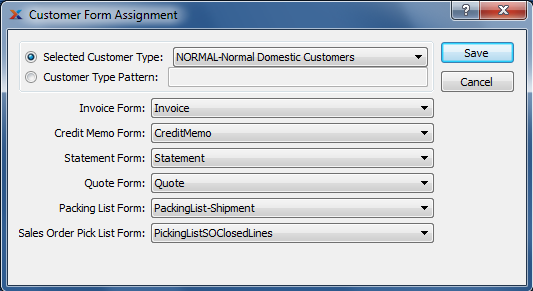 Customer Form Assignment
Selected Customer Type: NORMAL-Normal Domestic Customers
Save
Customer Type Pattern:
Cancel
Invoice Form: Invoice
Credit Memo Form: CreditMemo
Statement Form: Statement
Quote Form: Quote
Packing List Form: PackingList-Shipment
Sales Order Pick List Form: PickingListSOClosedLines